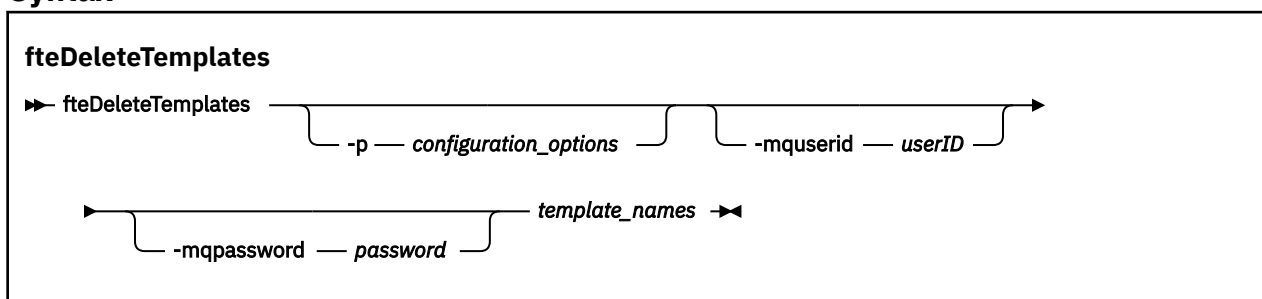 Syntax
fteDeleteTemplates
fteDeleteTemplates
-p configuration_options -mquserid userID
template_names
-mqpassword password